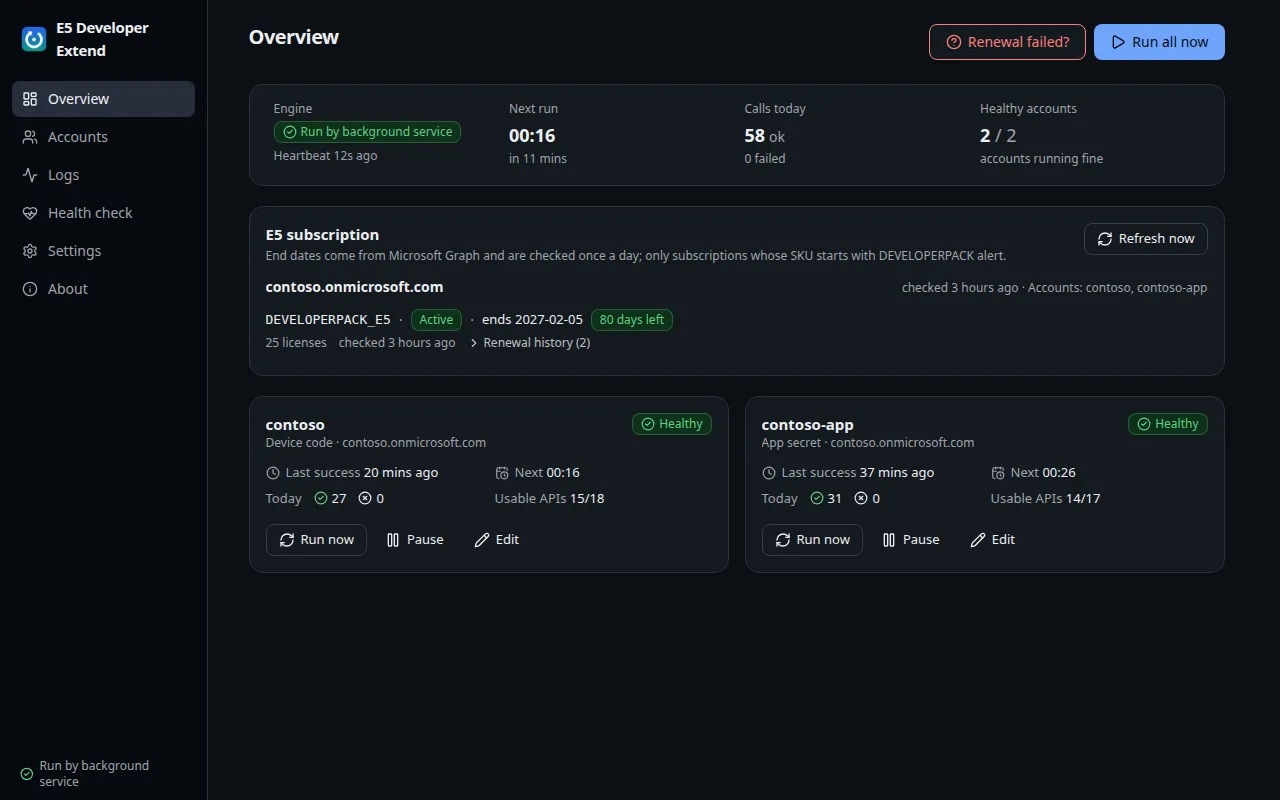 E5 Developer
Extend
Overview
Accounts
Logs
Health check
Settings
About
Run by background
service
Overview
Renewal failed?
Run all now
Engine
Run by background service
Heartbeat 12s ago
Next run
00:16
in 11 mins
Calls today
58 ok
0 failed
Healthy accounts
2 / 2
accounts running fine
E5 subscription
End dates come from Microsoft Graph and are checked once a day; only subscriptions whose SKU starts with DEVELOPERPACK alert.
Refresh now
contoso.onmicrosoft.com
checked 3 hours ago · Accounts: contoso, contoso-app
DEVELOPERPACK_E5 · Active · ends 2027-02-05 80 days left
25 licenses checked 3 hours ago Renewal history (2)
contoso
Healthy
Device code · contoso.onmicrosoft.com
Last success 20 mins ago
Next 00:16
Today 27 0
Usable APIs 15/18
Run now
Pause
Edit
contoso-app
Healthy
App secret · contoso.onmicrosoft.com
Last success 37 mins ago
Next 00:26
Today 31 0
Usable APIs 14/17
Run now
Pause
Edit